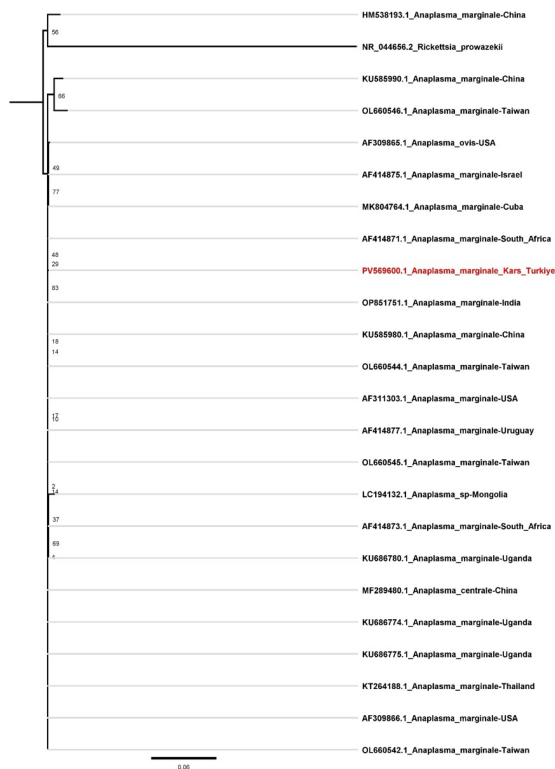 HM538193.1_Anaplasma_marginale-China
56
NR_044656.2_Rickettsia_prowazekii
KU585990.1_Anaplasma_marginale-China
66
OL660546.1_Anaplasma_marginale-Taiwan
AF309865.1_Anaplasma_ovis-USA
49
AF414875.1_Anaplasma_marginale-Israel
77
MK804764.1_Anaplasma_marginale-Cuba
AF414871.1_Anaplasma_marginale-South_Africa
48
29
PV569600.1_Anaplasma_marginale_Kars_Turkiye
83
OP851751.1_Anaplasma_marginale-India
KU585980.1_Anaplasma_marginale-China
18
14
OL660544.1_Anaplasma_marginale-Taiwan
AF311303.1_Anaplasma_marginale-USA
17
10
AF414877.1_Anaplasma_marginale-Uruguay
OL660545.1_Anaplasma_marginale-Taiwan
2
14
LC194132.1_Anaplasma_sp-Mongolia
37
AF414873.1_Anaplasma_marginale-South_Africa
69
KU686780.1_Anaplasma_marginale-Uganda
MF289480.1_Anaplasma_centrale-China
KU686774.1_Anaplasma_marginale-Uganda
KU686775.1_Anaplasma_marginale-Uganda
KT264188.1_Anaplasma_marginale-Thailand
AF309866.1_Anaplasma_marginale-USA
OL660542.1_Anaplasma_marginale-Taiwan
0.06